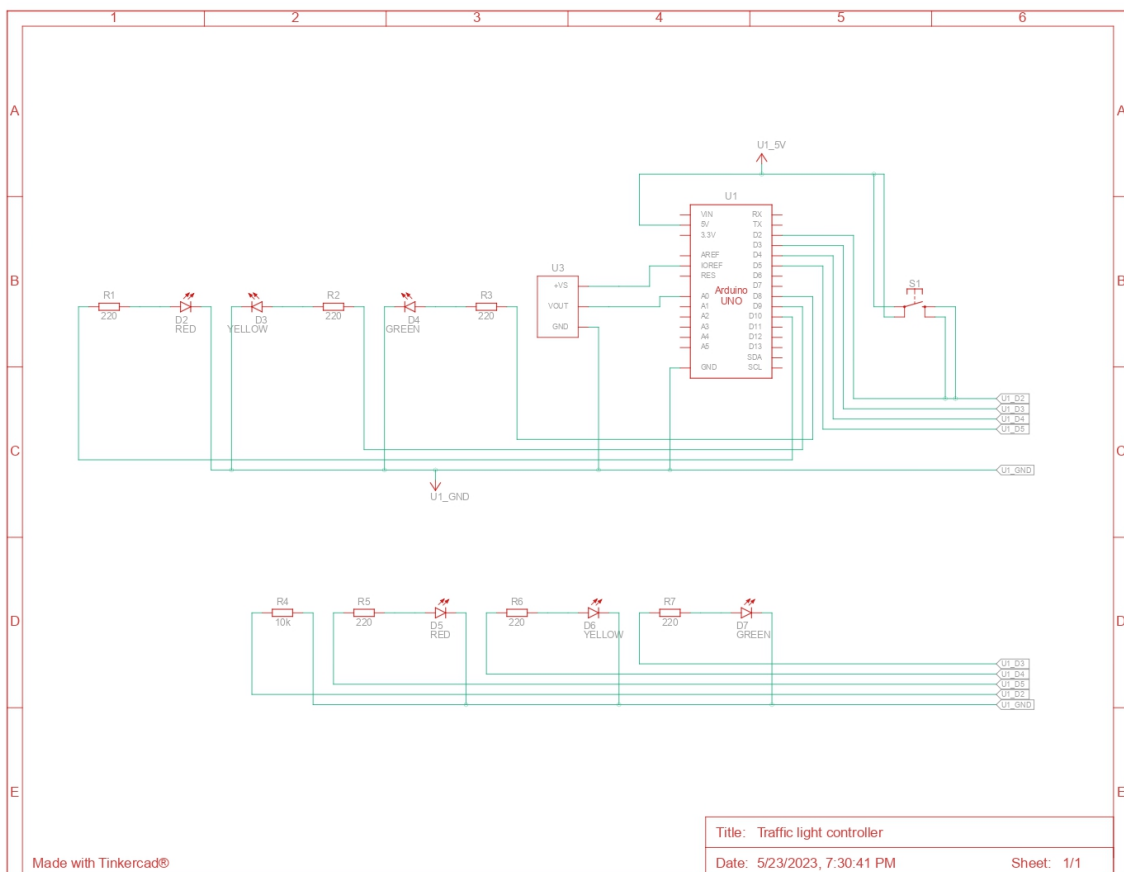 1 2 3 4 5 6
A A
U1_5V
U1
VIN RX
5V TX
3.3V D2
D3
AREF D4
IOREF D5
RES D6
D7
A0 D8
A1 D9
A2 D10
A3 D11
A4 D12
A5 D13
SDA
GND SCL
Arduino
UNO
B B
U3
+VS
VOUT
GND
S1
R1
220
D2
RED
D3
YELLOW
R2
220
D4
GREEN
R3
220
U1_D2
U1_D3
U1_D4
U1_D5
C C
U1_GND
U1_GND
D D
R4
10k
R5
220
D5
RED
R6
220
D6
YELLOW
R7
220
D7
GREEN
U1_D3
U1_D4
U1_D5
U1_D2
U1_GND
E E
Title: Traffic light controller
Made with Tinkercad®
Date: 5/23/2023, 7:30:41 PM Sheet: 1/1